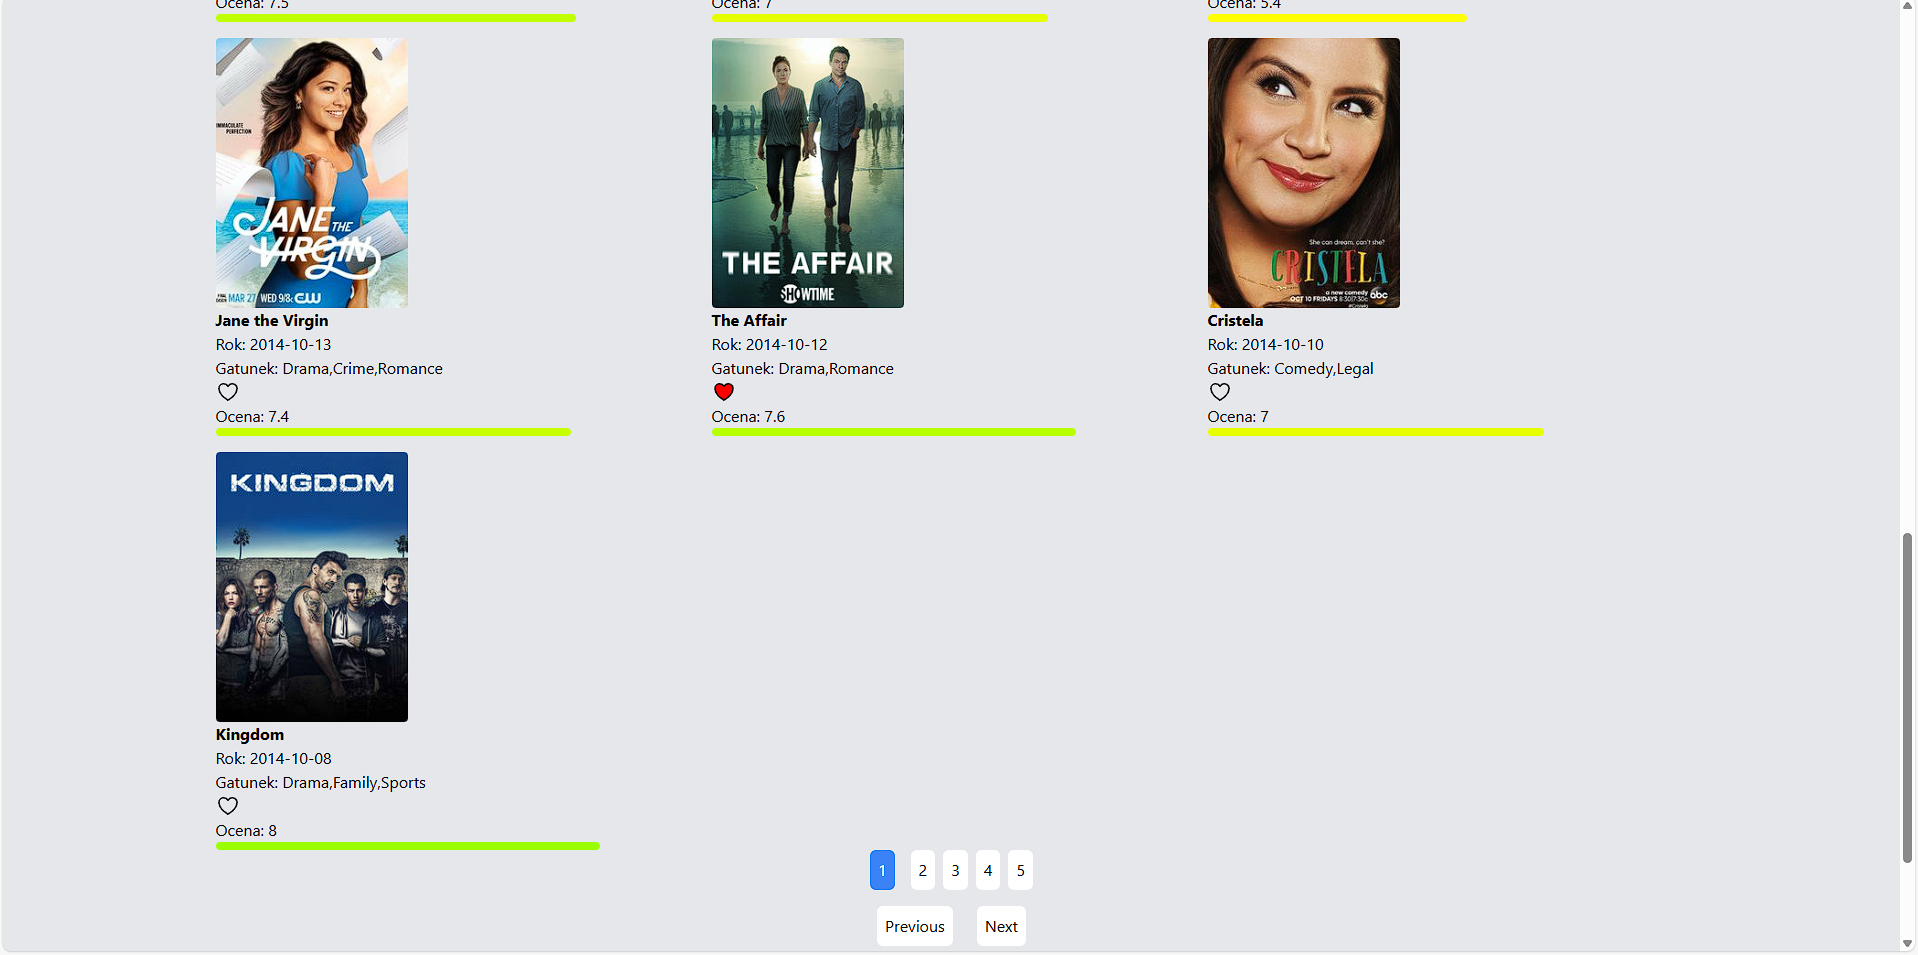 Ocena: 7.5
Ocena: 7
Ocena: 5.4
IMMACULATE
PERFECTION
JANE THE
VIRGIN
MAR 27 WED 9/8c CW
Jane the Virgin
Rok: 2014-10-13
Gatunek: Drama,Crime,Romance
Ocena: 7.4
THE AFFAIR
SHOWTIME
The Affair
Rok: 2014-10-12
Gatunek: Drama,Romance
Ocena: 7.6
She can dream, can't she?
CRISTELA
a new comedy
OCT 10 FRIDAYS 8:30|7:30c
abc
#Cristela
Cristela
Rok: 2014-10-10
Gatunek: Comedy,Legal
Ocena: 7
KINGDOM
Kingdom
Rok: 2014-10-08
Gatunek: Drama,Family,Sports
Ocena: 8
1 2 3 4 5
Previous Next